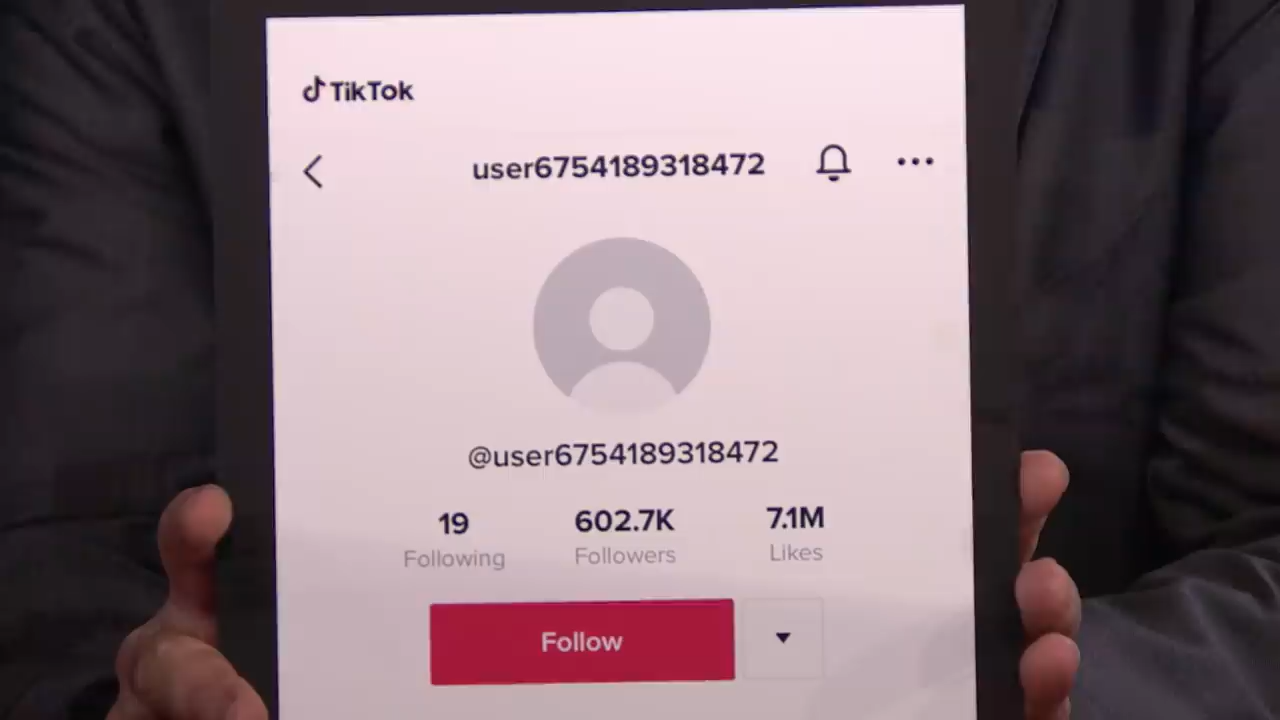 TikTok
user6754189318472
@user6754189318472
19 602.7K 7.1M
Following Followers Likes
Follow